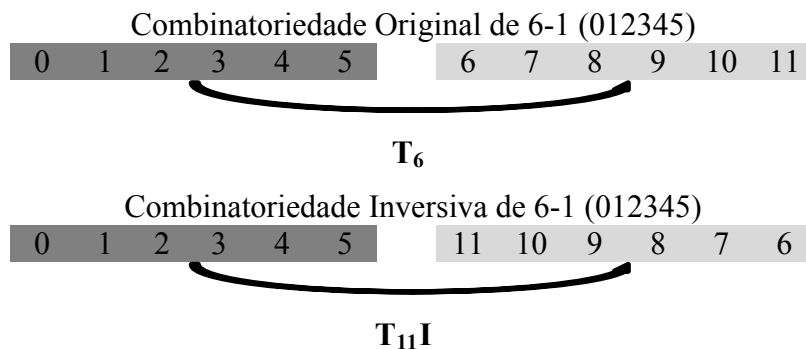 Combinatoriedade Original de 6-1 (012345)
0 1 2 3 4 5 6 7 8 9 10 11
T₆
Combinatoriedade Inversiva de 6-1 (012345)
0 1 2 3 4 5 11 10 9 8 7 6
T₁₁I